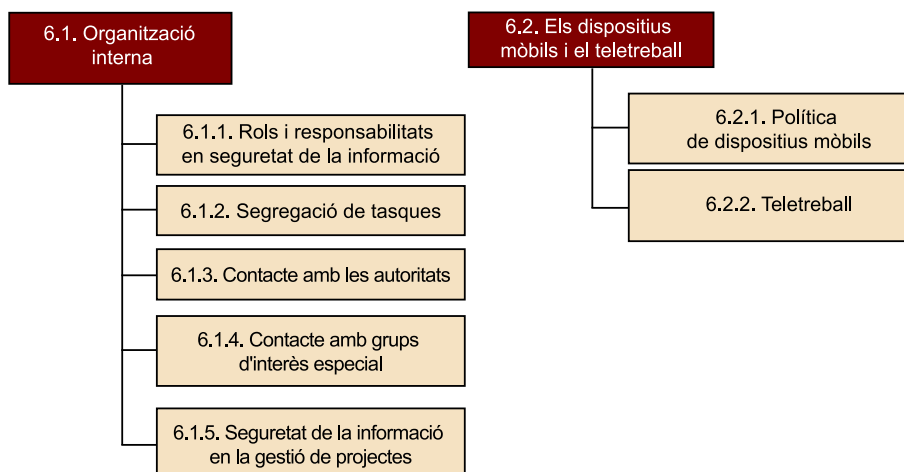 6.1. Organització
interna
6.1.1. Rols i responsabilitats
en seguretat de la informació
6.1.2. Segregació de tasques
6.1.3. Contacte amb les autoritats
6.1.4. Contacte amb grups
d'interès especial
6.1.5. Seguretat de la informació
en la gestió de projectes
6.2. Els dispositius
mòbils i el teletreball
6.2.1. Política
de dispositius mòbils
6.2.2. Teletreball